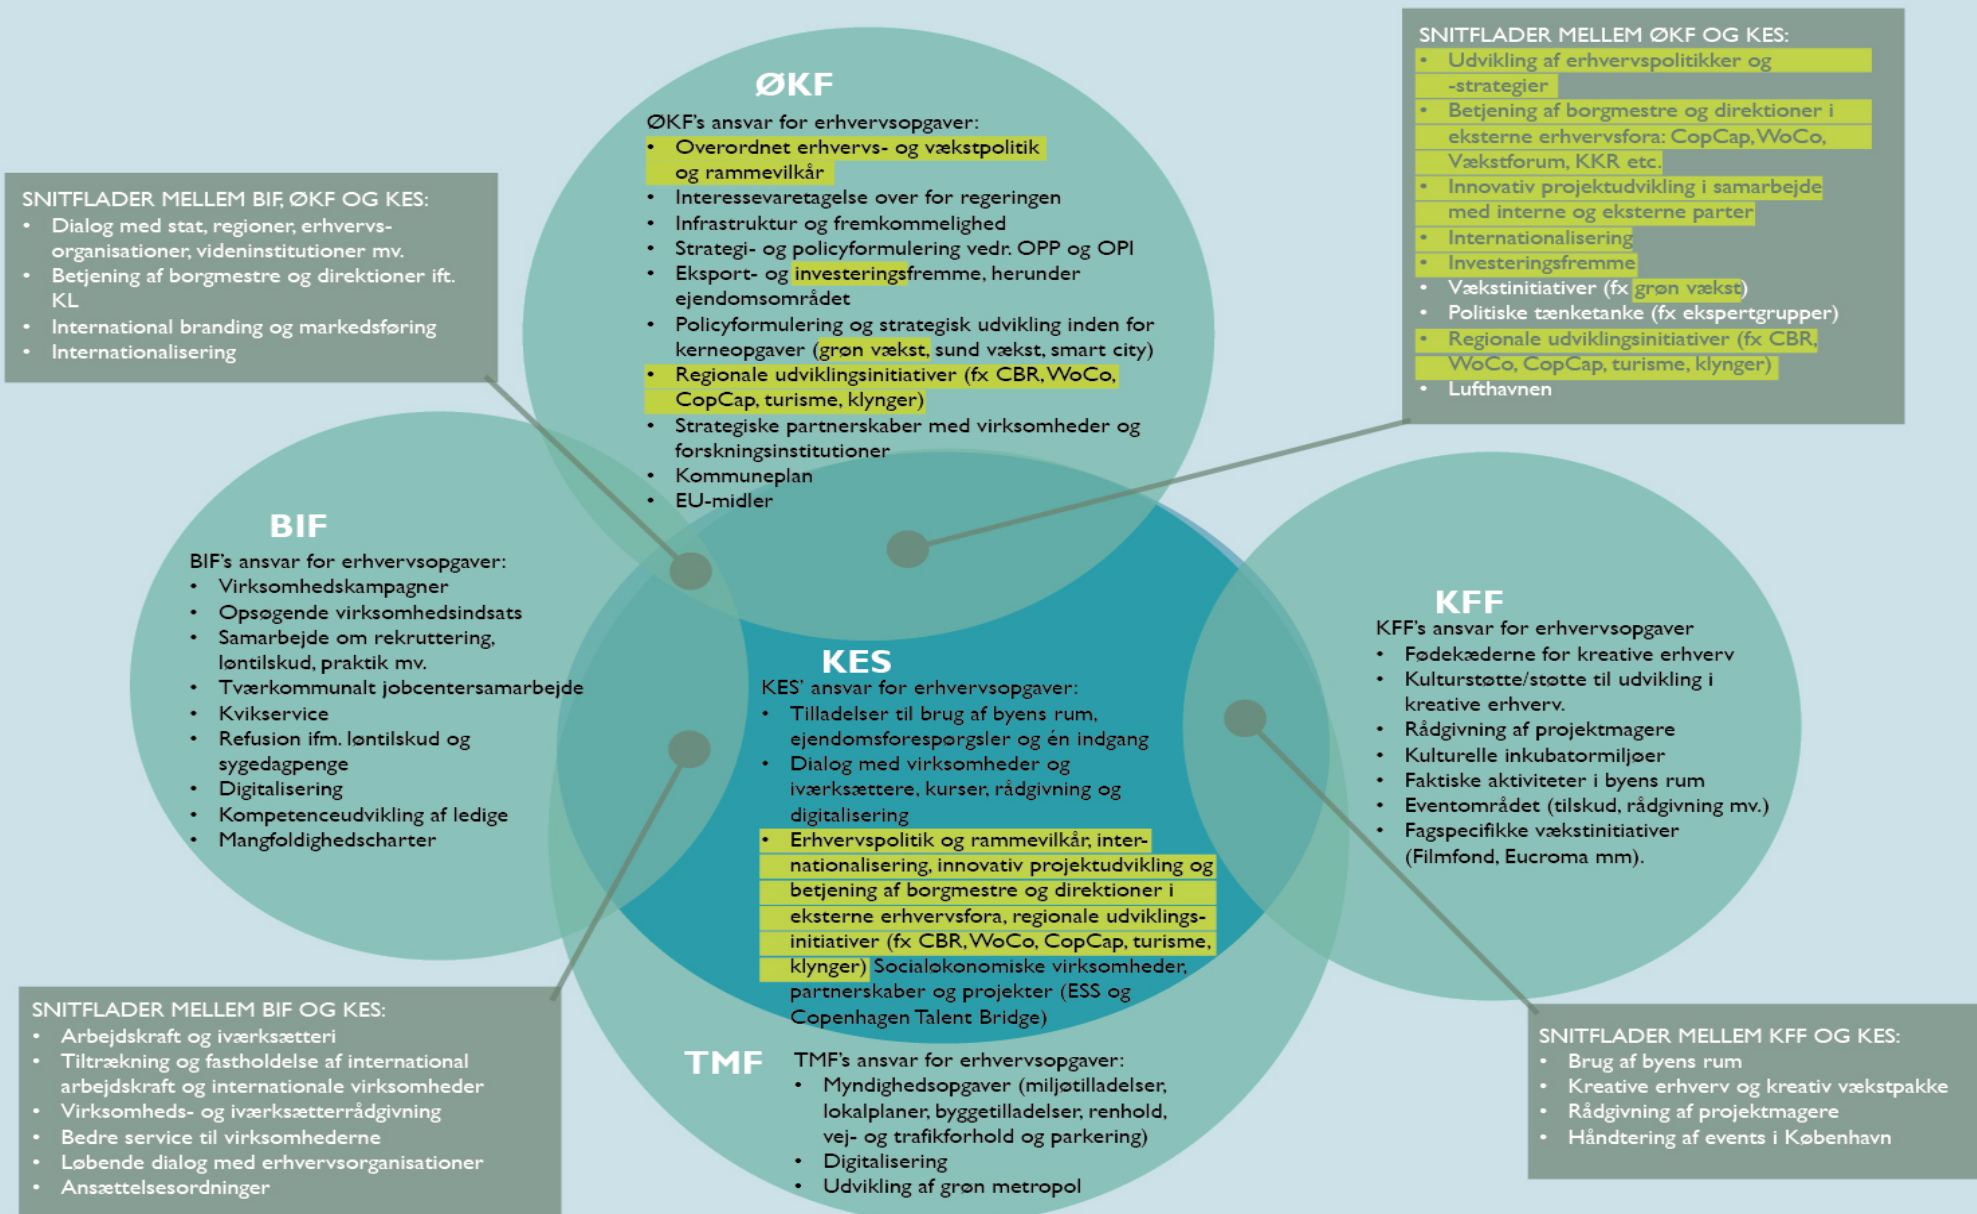 ØKF
ØKF's ansvar for erhvervsopgaver:
• Overordnet erhvervs- og vækstpolitik
og rammevilkår
• Interessevaretagelse over for regeringen
• Infrastruktur og fremkommelighed
• Strategi- og policyformulering vedr. OPP og OPI
• Eksport- og investeringsfremme, herunder
ejendomsområdet
• Policyformulering og strategisk udvikling inden for
kerneopgaver (grøn vækst, sund vækst, smart city)
• Regionale udviklingsinitiativer (fx CBR, WoCo,
CopCap, turisme, klynger)
• Strategiske partnerskaber med virksomheder og
forskningsinstitutioner
• Kommuneplan
• EU-midler
SNITFLADER MELLEM ØKF OG KES:
• Udvikling af erhvervspolitikker og
-strategier
• Betjening af borgmestre og direktioner i
eksterne erhvervsfora: CopCap, WoCo,
Vækstforum, KKR etc.
• Innovativ projektudvikling i samarbejde
med interne og eksterne parter
• Internationalisering
• Investeringsfremme
• Vækstinitiativer (fx grøn vækst)
• Politiske tænketanke (fx ekspertgrupper)
• Regionale udviklingsinitiativer (fx CBR,
WoCo, CopCap, turisme, klynger)
• Lufthavnen
SNITFLADER MELLEM BIF, ØKF OG KES:
• Dialog med stat, regioner, erhvervs-
organisationer, videninstitutioner mv.
• Betjening af borgmestre og direktioner ift.
KL
• International branding og markedsføring
• Internationalisering
BIF
BIF's ansvar for erhvervsopgaver:
• Virksomhedskampagner
• Opsøgende virksomhedsindsats
• Samarbejde om rekruttering,
løntilskud, praktik mv.
• Tværkommunalt jobcentersamarbejde
• Kvikservice
• Refusion ifm. løntilskud og
sygedagpenge
• Digitalisering
• Kompetenceudvikling af ledige
• Mangfoldighedscharter
KES
KES' ansvar for erhvervsopgaver:
• Tilladelser til brug af byens rum,
ejendomsforespørgsler og én indgang
• Dialog med virksomheder og
iværksættere, kurser, rådgivning og
digitalisering
• Erhvervspolitik og rammevilkår, inter-
nationalisering, innovativ projektudvikling og
betjening af borgmestre og direktioner i
eksterne erhvervsfora, regionale udviklings-
initiativer (fx CBR, WoCo, CopCap, turisme,
klynger) Socialøkonomiske virksomheder,
partnerskaber og projekter (ESS og
Copenhagen Talent Bridge)
KFF
KFF's ansvar for erhvervsopgaver
• Fødekæderne for kreative erhverv
• Kulturstøtte/støtte til udvikling i
kreative erhverv.
• Rådgivning af projektmagere
• Kulturelle inkubatormiljøer
• Faktiske aktiviteter i byens rum
• Eventområdet (tilskud, rådgivning mv.)
• Fagspecifikke vækstinitiativer
(Filmfond, Eucroma mm).
SNITFLADER MELLEM BIF OG KES:
• Arbejdskraft og iværksætteri
• Tiltrækning og fastholdelse af international
arbejdskraft og internationale virksomheder
• Virksomheds- og iværksætterrådgivning
• Bedre service til virksomhederne
• Løbende dialog med erhvervsorganisationer
• Ansættelsesordninger
TMF
TMF's ansvar for erhvervsopgaver:
• Myndighedsopgaver (miljøtilladelser,
lokalplaner, byggetilladelser, renhold,
vej- og trafikforhold og parkering)
• Digitalisering
• Udvikling af grøn metropol
SNITFLADER MELLEM KFF OG KES:
• Brug af byens rum
• Kreative erhverv og kreativ vækstpakke
• Rådgivning af projektmagere
• Håndtering af events i København